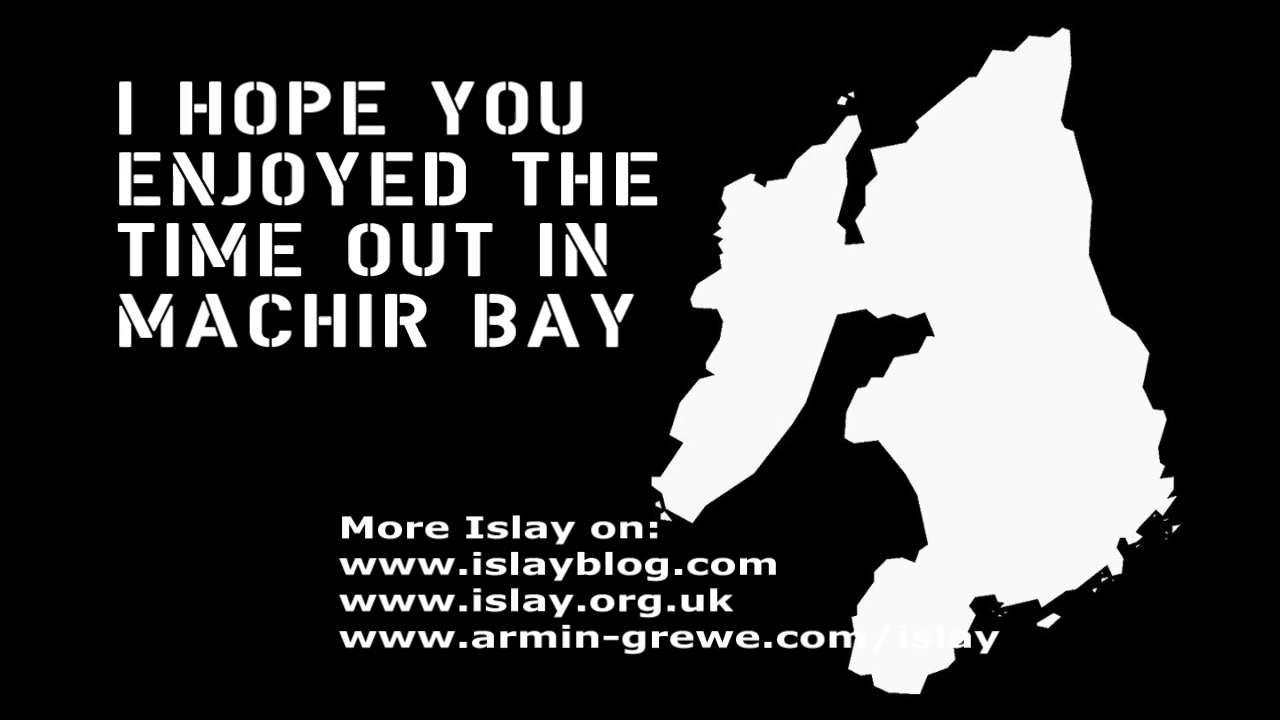 I HOPE YOU
ENJOYED THE
TIME OUT IN
MACHIR BAY
More Islay on:
www.islayblog.com
www.islay.org.uk
www.armin-grewe.com/islay